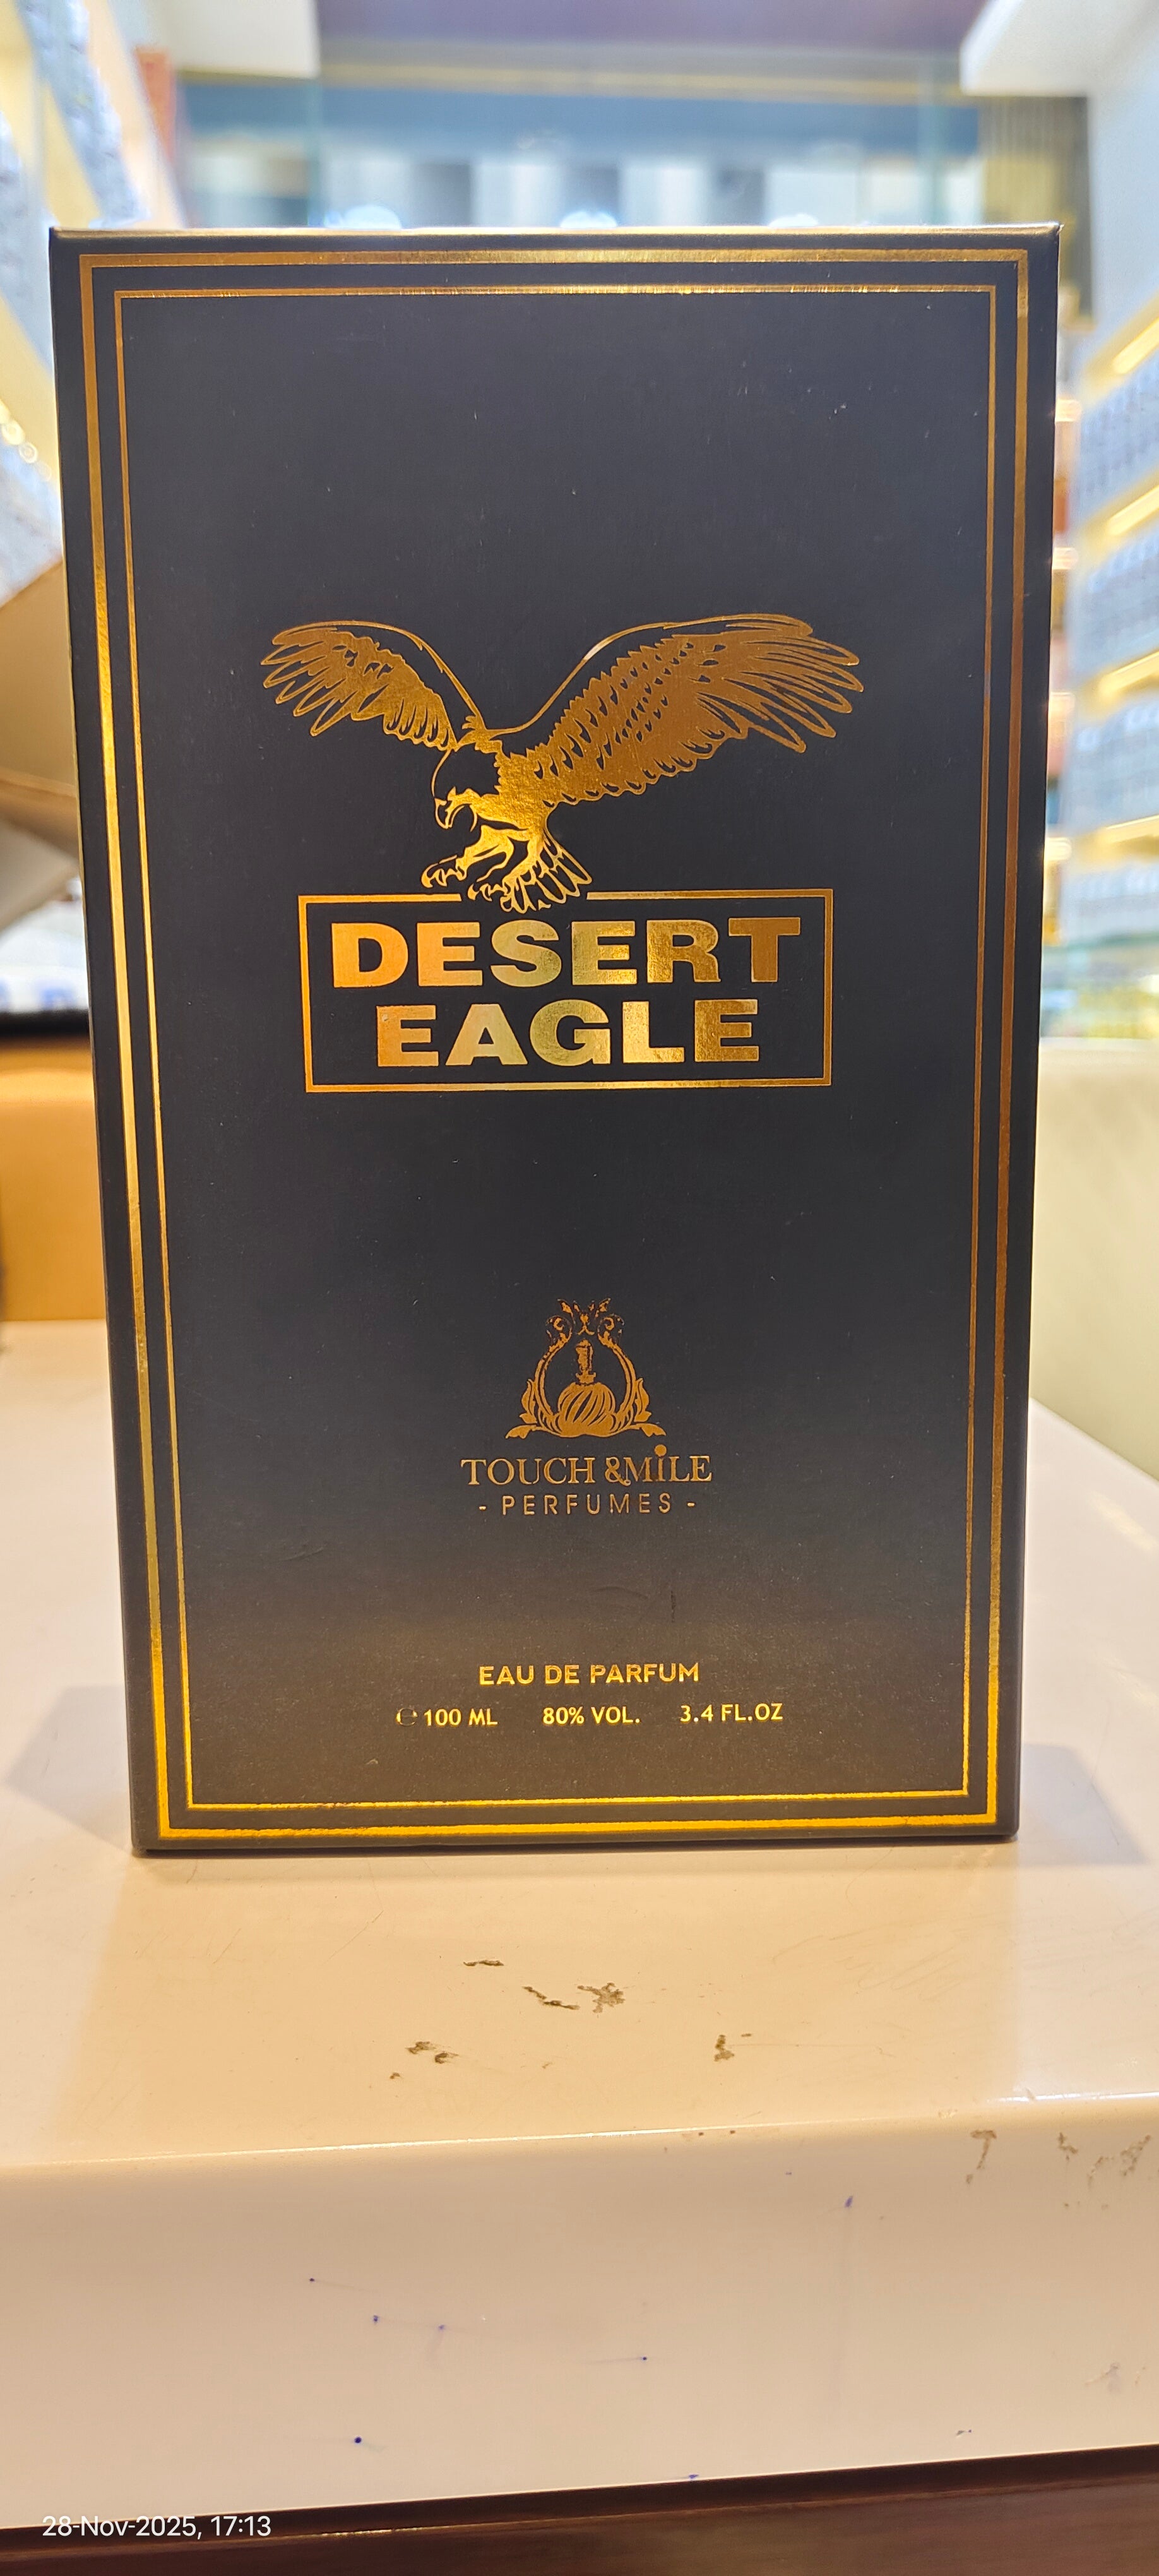 DESERT
EAGLE
TOUCH &MiLE
- PERFUMES -
EAU DE PARFUM
℮ 100 ML 80% VOL. 3.4 FL.OZ
28-Nov-2025, 17:13